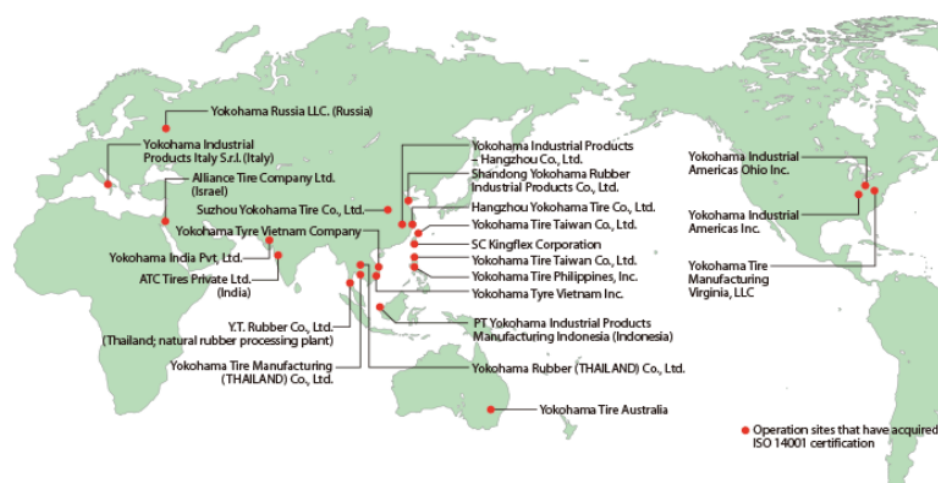 Yokohama Russia LLC. (Russia)
Yokohama Industrial
Products Italy S.r.l. (Italy)
Alliance Tire Company Ltd.
(Israel)
Suzhou Yokohama Tire Co., Ltd.
Yokohama Tyre Vietnam Company
Yokohama India Pvt, Ltd.
ATC Tires Private Ltd.
(India)
Y.T. Rubber Co., Ltd.
(Thailand; natural rubber processing plant)
Yokohama Tire Manufacturing
(THAILAND) Co., Ltd.
Yokohama Industrial Products
– Hangzhou Co., Ltd.
Shandong Yokohama Rubber
Industrial Products Co., Ltd.
Hangzhou Yokohama Tire Co., Ltd.
Yokohama Tire Taiwan Co., Ltd.
SC Kingflex Corporation
Yokohama Tire Taiwan Co., Ltd.
Yokohama Tire Philippines, Inc.
Yokohama Tyre Vietnam Inc.
PT Yokohama Industrial Products
Manufacturing Indonesia (Indonesia)
Yokohama Rubber (THAILAND) Co., Ltd.
Yokohama Tire Australia
Yokohama Industrial
Americas Ohio Inc.
Yokohama Industrial
Americas Inc.
Yokohama Tire
Manufacturing
Virginia, LLC
Operation sites that have acquired
ISO 14001 certification